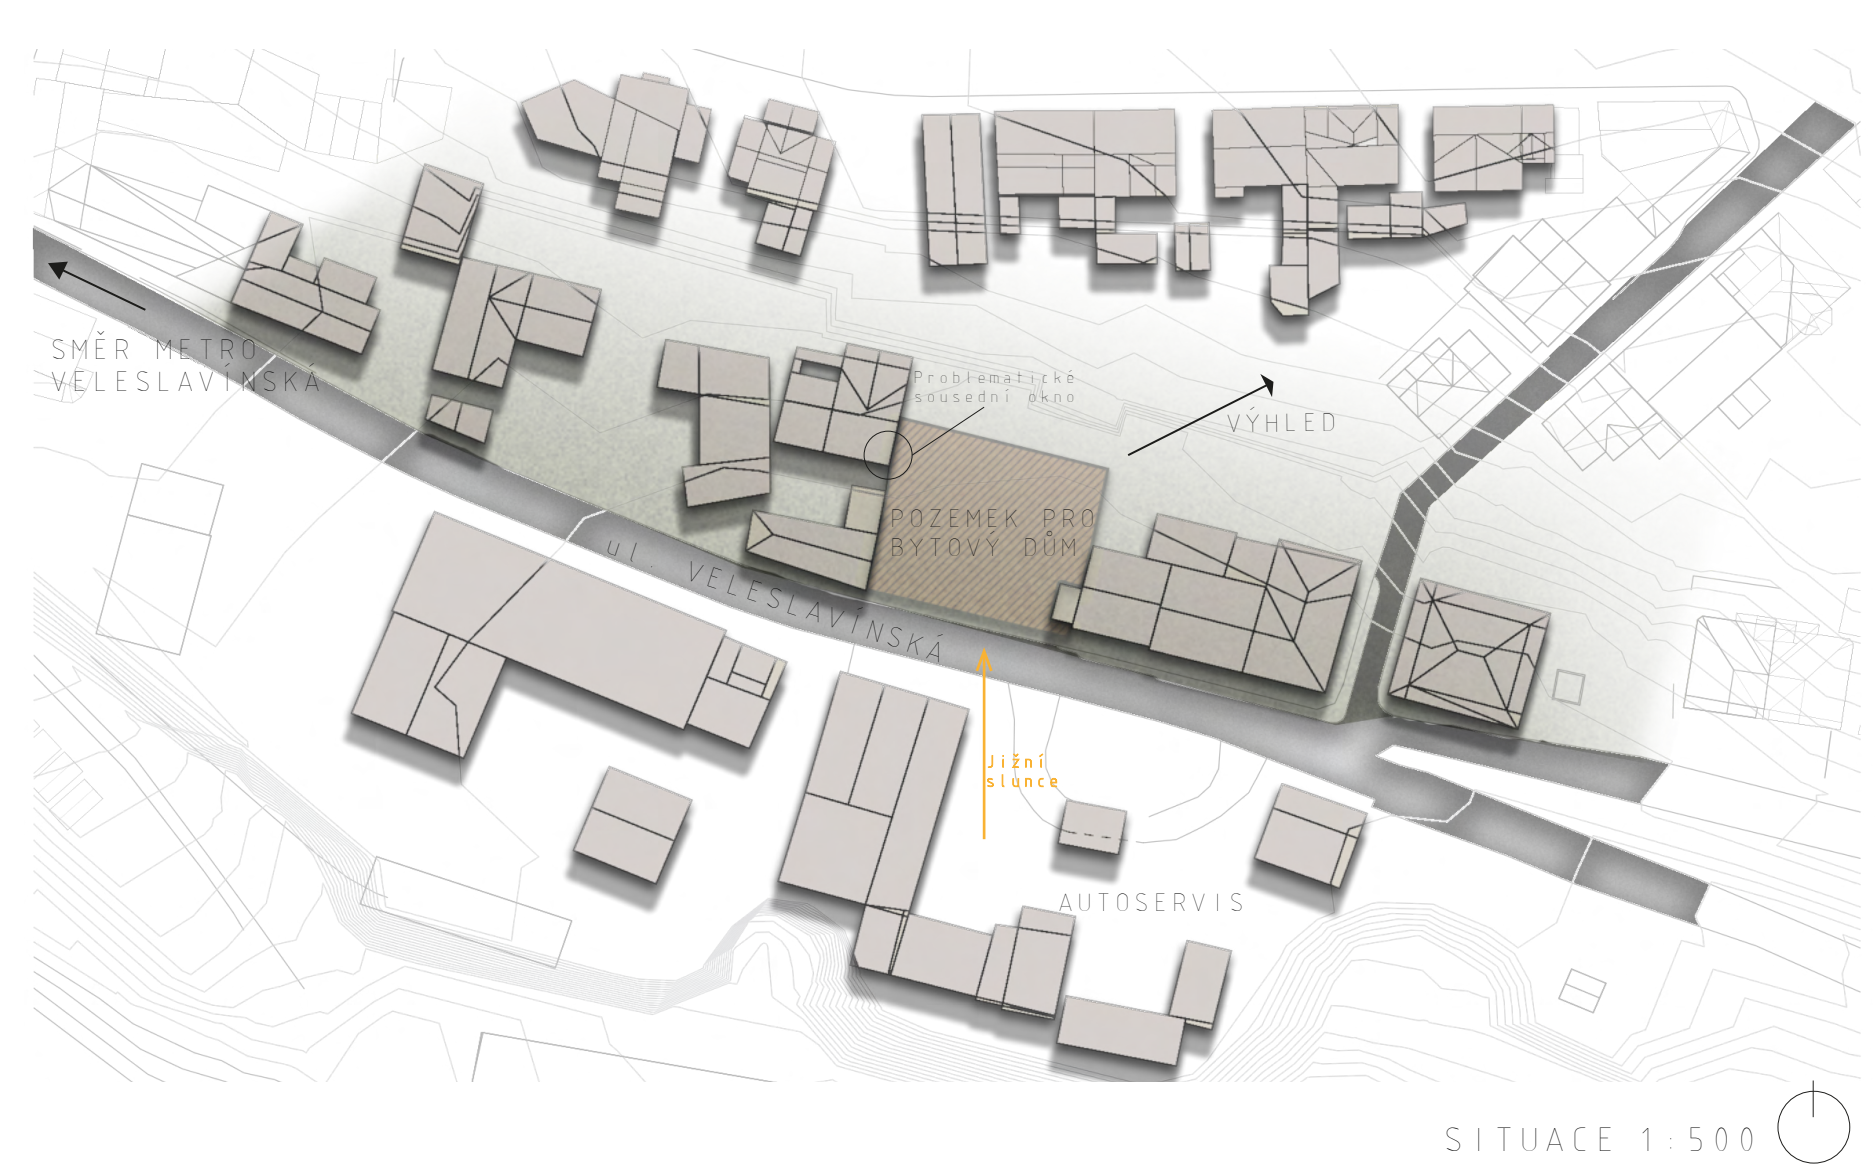 SMĚR METRO
VELESLAVÍNSKÁ
Problematické
sousední okno
VÝHLED
POZEMEK PRO
BYTOVÝ DŮM
ul. VELESLAVÍNSKÁ
Jižní
slunce
AUTOSERVIS
SITUACE 1:500